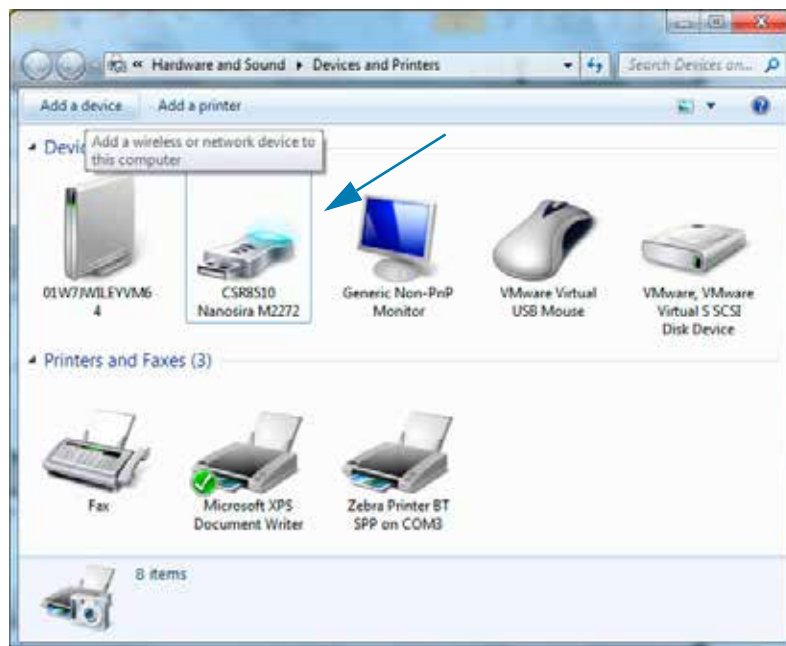 « Hardware and Sound ▸ Devices and Printers
Search Devices an...
Add a device
Add a printer
Devic
Add a wireless or network device to
this computer
01W7JWILEYVM6
4
CSR8510
Nanosira M2272
Generic Non-PnP
Monitor
VMware Virtual
USB Mouse
VMware, VMware
Virtual S SCSI
Disk Device
Printers and Faxes (3)
Fax
Microsoft XPS
Document Writer
Zebra Printer BT
SPP on COM3
8 items